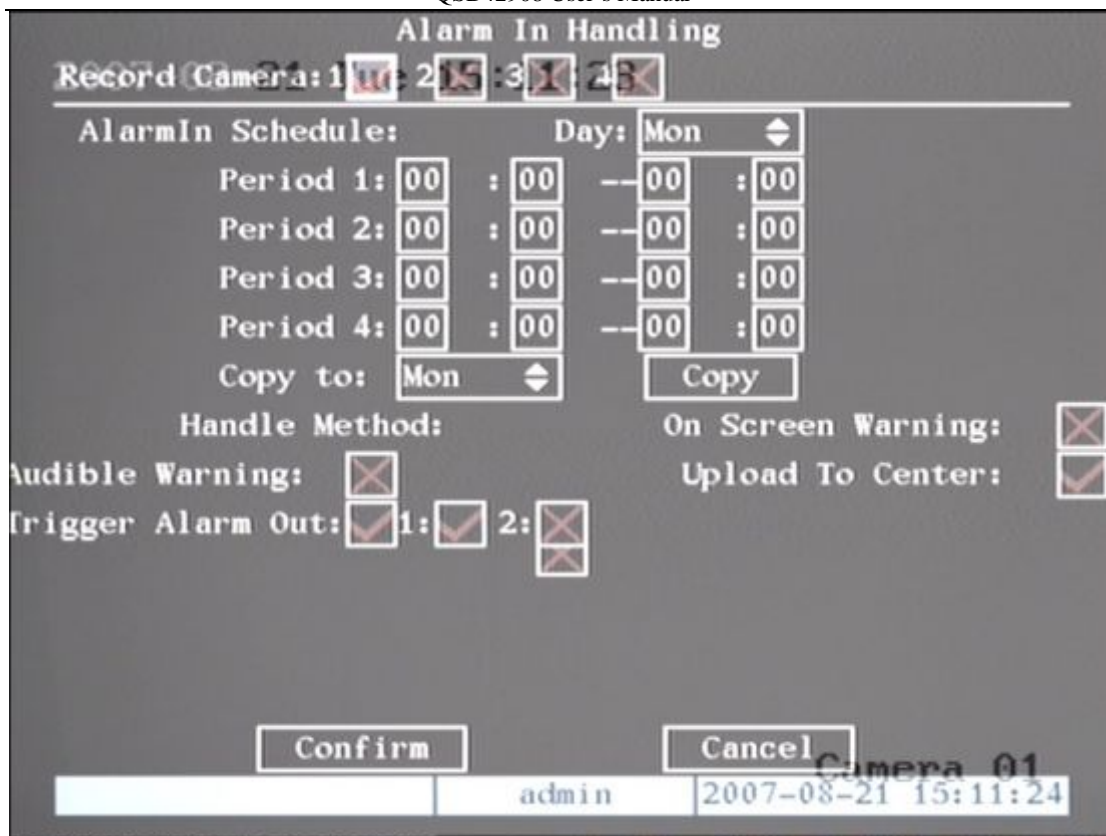 Alarm In Handling
Record Camera:1 2 3 4
AlarmIn Schedule: Day: Mon
Period 1: 00 : 00 --00 : 00
Period 2: 00 : 00 --00 : 00
Period 3: 00 : 00 --00 : 00
Period 4: 00 : 00 --00 : 00
Copy to: Mon Copy
Handle Method: On Screen Warning:
Audible Warning: Upload To Center:
Trigger Alarm Out: 1: 2:
Confirm Cancel
Camera 01
admin 2007-08-21 15:11:24